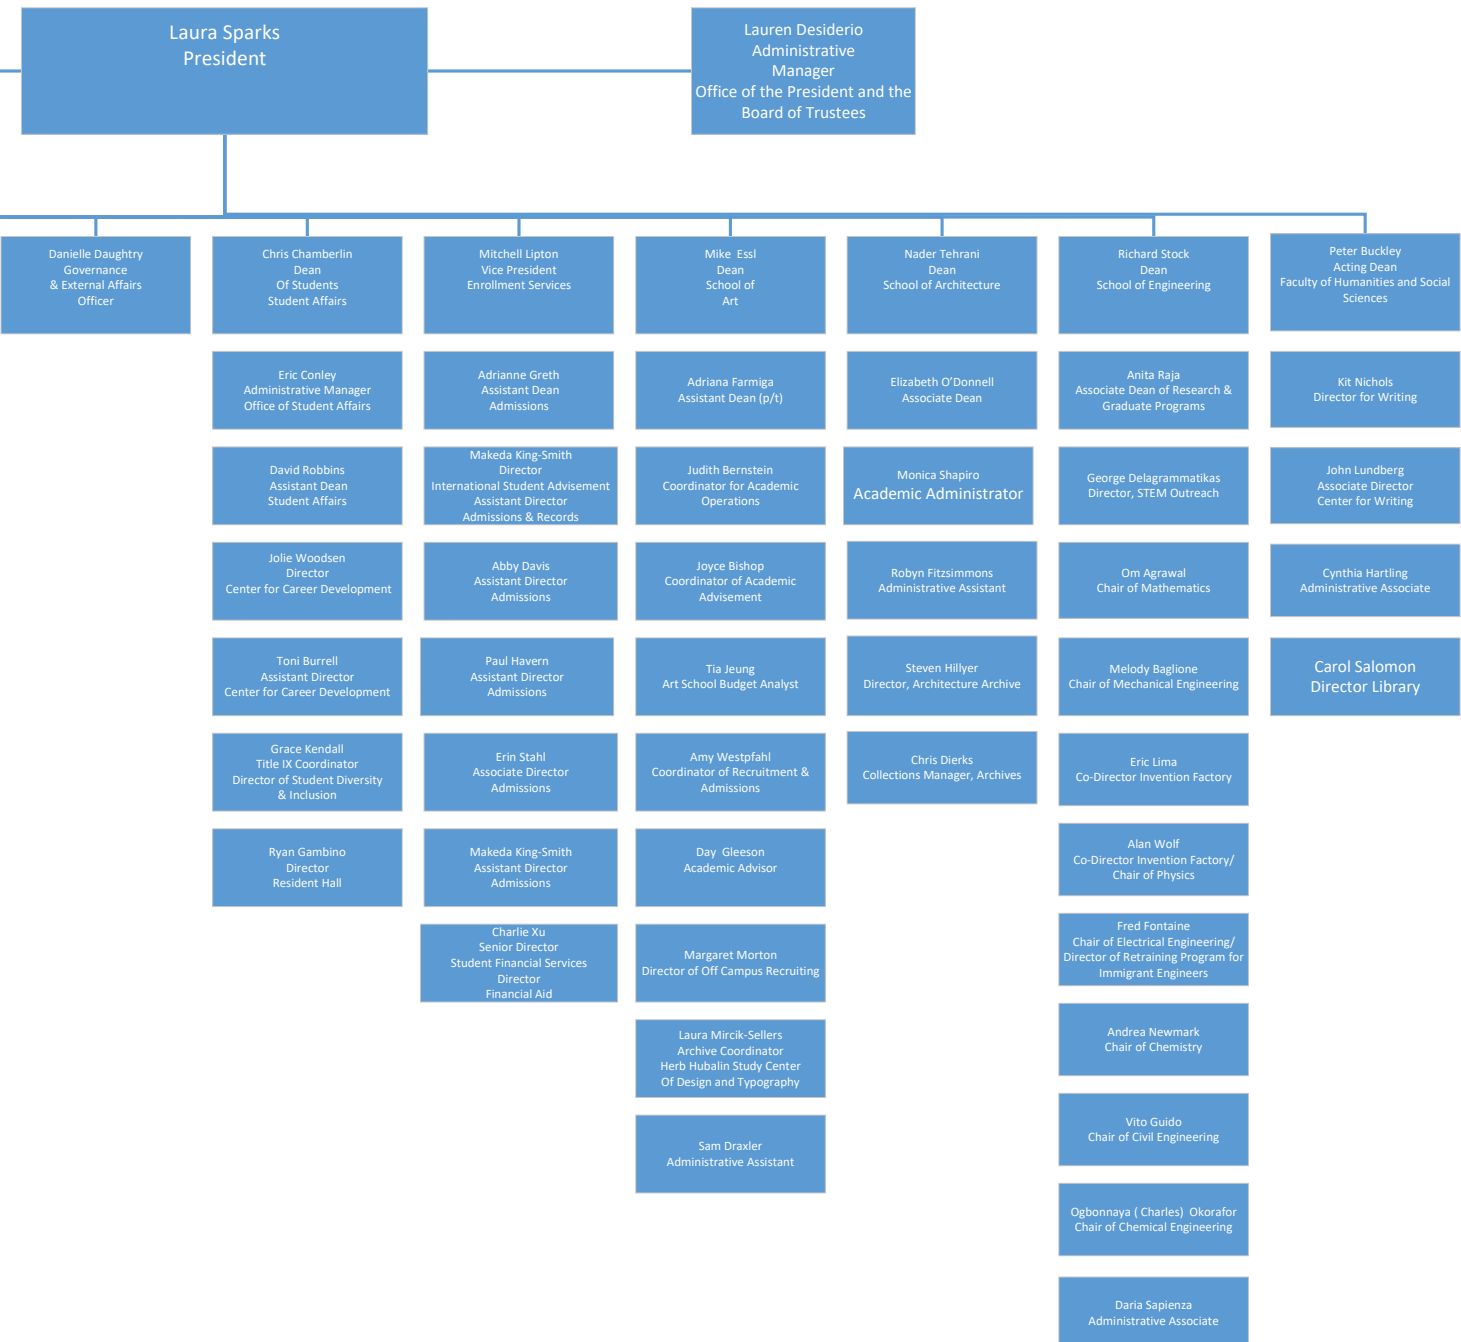 Laura Sparks
President
Lauren Desiderio
Administrative
Manager
Office of the President and the
Board of Trustees
Danielle Daughtry
Governance
& External Affairs
Officer
Chris Chamberlin
Dean
Of Students
Student Affairs
Eric Conley
Administrative Manager
Office of Student Affairs
David Robbins
Assistant Dean
Student Affairs
Jolie Woodsen
Director
Center for Career Development
Toni Burrell
Assistant Director
Center for Career Development
Grace Kendall
Title IX Coordinator
Director of Student Diversity
& Inclusion
Ryan Gambino
Director
Resident Hall
Mitchell Lipton
Vice President
Enrollment Services
Adrianne Greth
Assistant Dean
Admissions
Makeda King-Smith
Director
International Student Advisement
Assistant Director
Admissions & Records
Abby Davis
Assistant Director
Admissions
Paul Havern
Assistant Director
Admissions
Erin Stahl
Associate Director
Admissions
Makeda King-Smith
Assistant Director
Admissions
Charlie Xu
Senior Director
Student Financial Services
Director
Financial Aid
Mike Essl
Dean
School of
Art
Adriana Farmiga
Assistant Dean (p/t)
Judith Bernstein
Coordinator for Academic
Operations
Joyce Bishop
Coordinator of Academic
Advisement
Tia Jeung
Art School Budget Analyst
Amy Westpfahl
Coordinator of Recruitment &
Admissions
Day Gleeson
Academic Advisor
Margaret Morton
Director of Off Campus Recruiting
Laura Mircik-Sellers
Archive Coordinator
Herb Hubalin Study Center
Of Design and Typography
Sam Draxler
Administrative Assistant
Nader Tehrani
Dean
School of Architecture
Elizabeth O’Donnell
Associate Dean
Monica Shapiro
Academic Administrator
Robyn Fitzsimmons
Administrative Assistant
Steven Hillyer
Director, Architecture Archive
Chris Dierks
Collections Manager, Archives
Richard Stock
Dean
School of Engineering
Anita Raja
Associate Dean of Research &
Graduate Programs
George Delagrammatikas
Director, STEM Outreach
Om Agrawal
Chair of Mathematics
Melody Baglione
Chair of Mechanical Engineering
Eric Lima
Co-Director Invention Factory
Alan Wolf
Co-Director Invention Factory/
Chair of Physics
Fred Fontaine
Chair of Electrical Engineering/
Director of Retraining Program for
Immigrant Engineers
Andrea Newmark
Chair of Chemistry
Vito Guido
Chair of Civil Engineering
Ogbonnaya ( Charles) Okorafor
Chair of Chemical Engineering
Daria Sapienza
Administrative Associate
Peter Buckley
Acting Dean
Faculty of Humanities and Social
Sciences
Kit Nichols
Director for Writing
John Lundberg
Associate Director
Center for Writing
Cynthia Hartling
Administrative Associate
Carol Salomon
Director Library